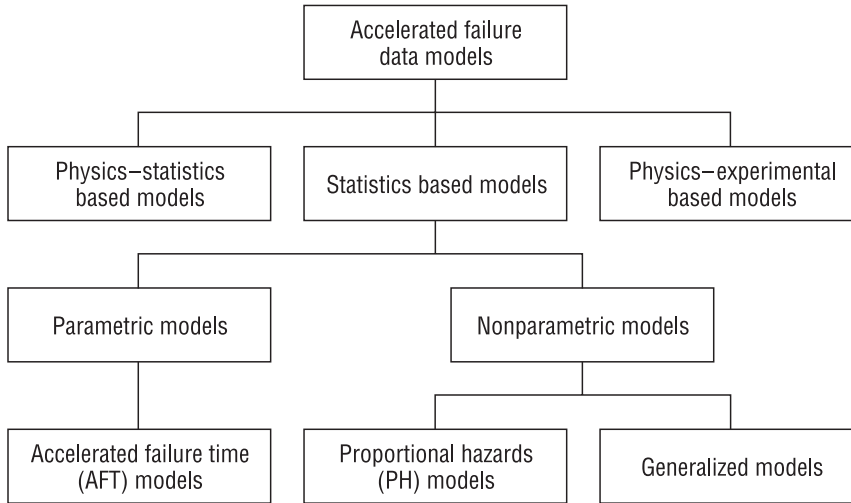 Accelerated failure
data models
Physics–statistics
based models
Statistics based models
Physics–experimental
based models
Parametric models
Nonparametric models
Accelerated failure time
(AFT) models
Proportional hazards
(PH) models
Generalized models